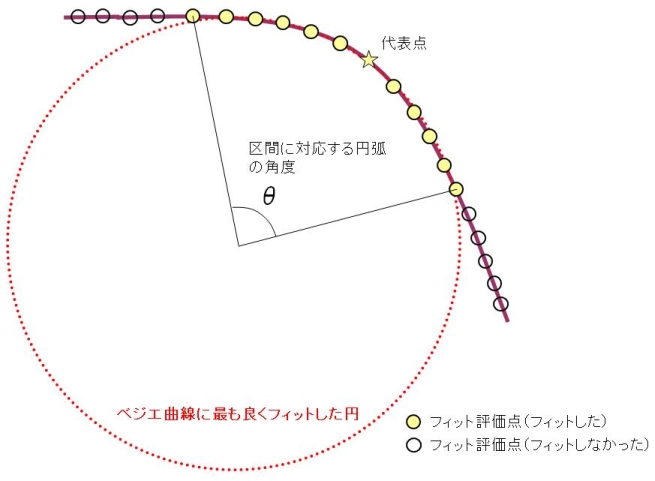 代表点
区間に対応する円弧
の角度
θ
ベジエ曲線に最も良くフィットした円
フィット評価点(フィットした)
フィット評価点(フィットしなかった)